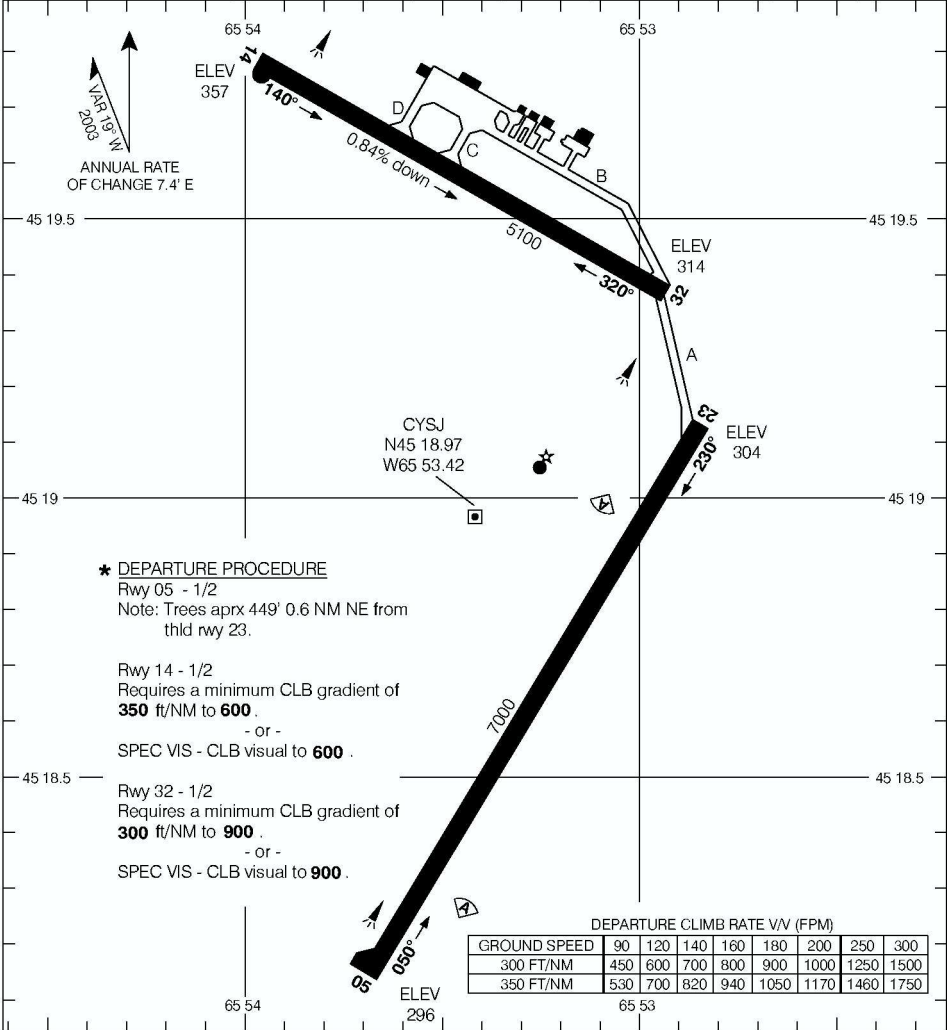 65 54
65 53
14
ELEV
357
140°
VAR 19° W
2003
ANNUAL RATE
OF CHANGE 7.4' E
D
C
B
0.84% down
5100
45 19.5
45 19.5
ELEV
314
320°
32
A
23
ELEV
304
230°
CYSJ
N45 18.97
W65 53.42
A
45 19
45 19
* DEPARTURE PROCEDURE
Rwy 05 - 1/2
Note: Trees aprx 449' 0.6 NM NE from
thld rwy 23.
Rwy 14 - 1/2
Requires a minimum CLB gradient of
350 ft/NM to 600 .
- or -
SPEC VIS - CLB visual to 600 .
7000
45 18.5
45 18.5
Rwy 32 - 1/2
Requires a minimum CLB gradient of
300 ft/NM to 900 .
- or -
SPEC VIS - CLB visual to 900 .
A
050°
05
ELEV
296
DEPARTURE CLIMB RATE V/V (FPM)
GROUND SPEED 90 120 140 160 180 200 250 300
300 FT/NM 450 600 700 800 900 1000 1250 1500
350 FT/NM 530 700 820 940 1050 1170 1460 1750
65 54
65 53